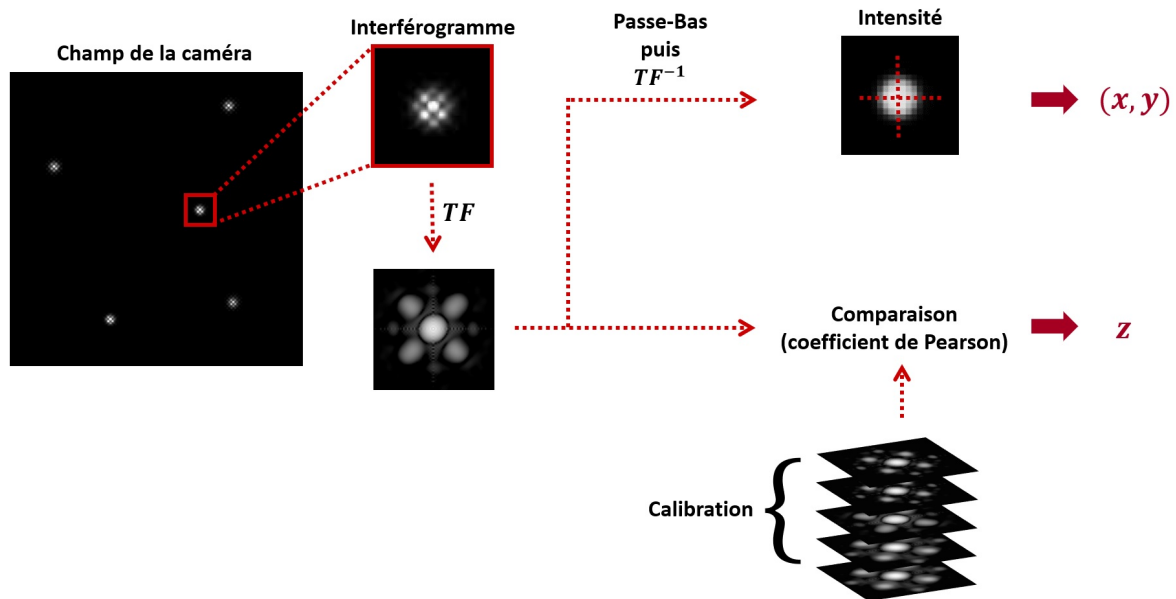 Champ de la caméra
Interférogramme
TF
Passe-Bas
puis
TF⁻¹
Intensité
(x, y)
Comparaison
(coefficient de Pearson)
z
Calibration